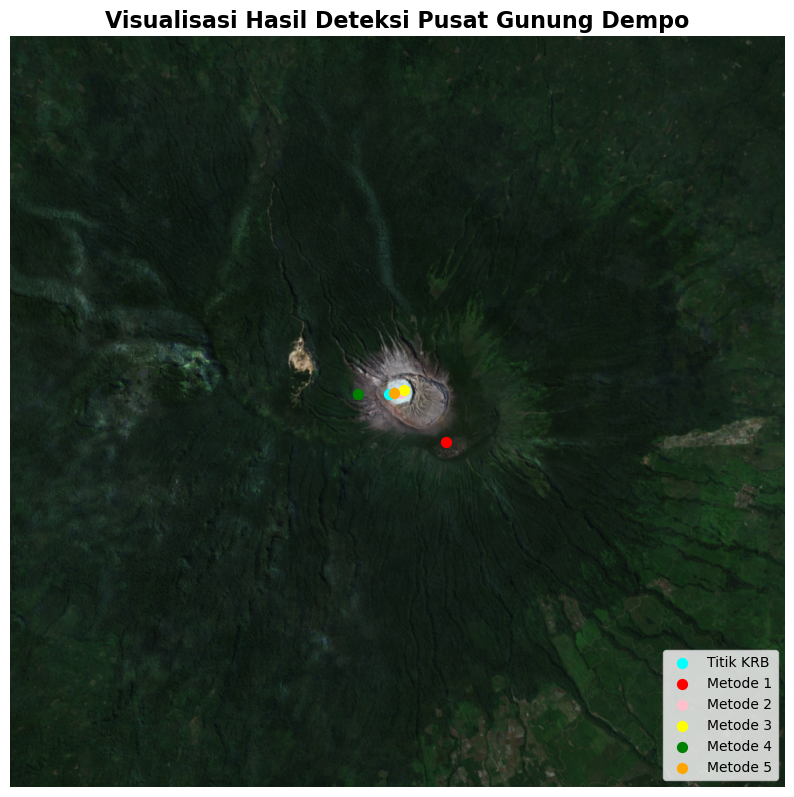 Visualisasi Hasil Deteksi Pusat Gunung Dempo
Titik KRB
Metode 1
Metode 2
Metode 3
Metode 4
Metode 5